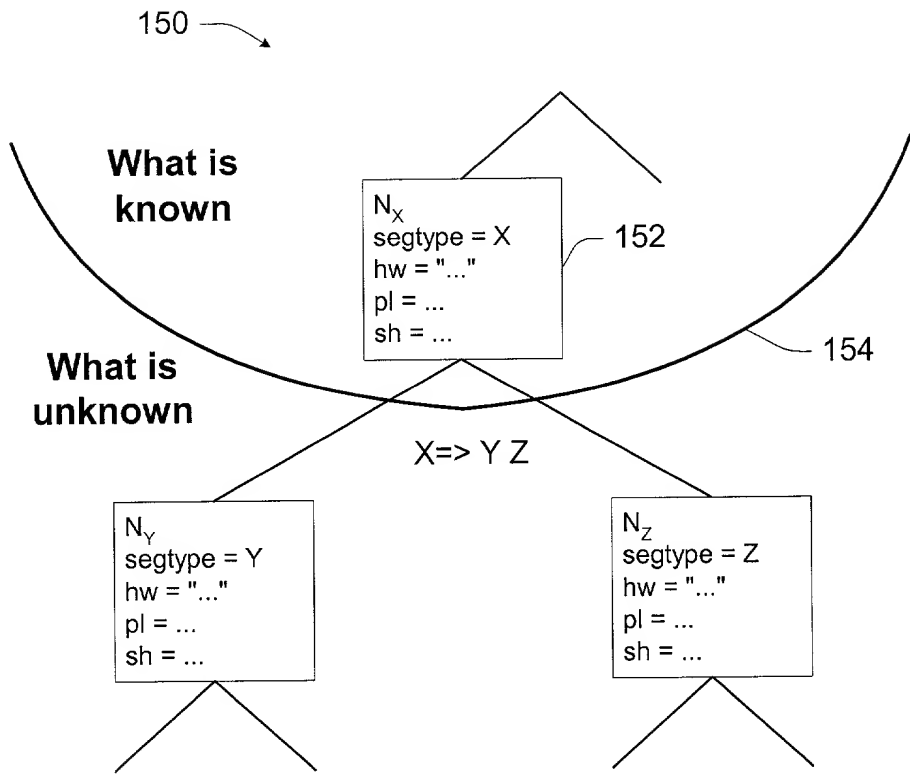 150
What is
known
N_X
segtype = X
hw = "..."
pl = ...
sh = ...
152
154
What is
unknown
X=> Y Z
N_Y
segtype = Y
hw = "..."
pl = ...
sh = ...
N_Z
segtype = Z
hw = "..."
pl = ...
sh = ...